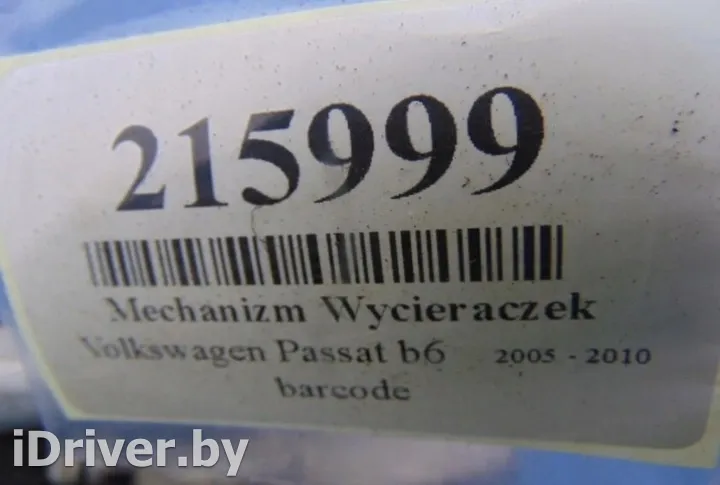 215999
Mechanizm Wycieraczek
Volkswagen Passat b6 2005 - 2010
barcode
iDriver.by